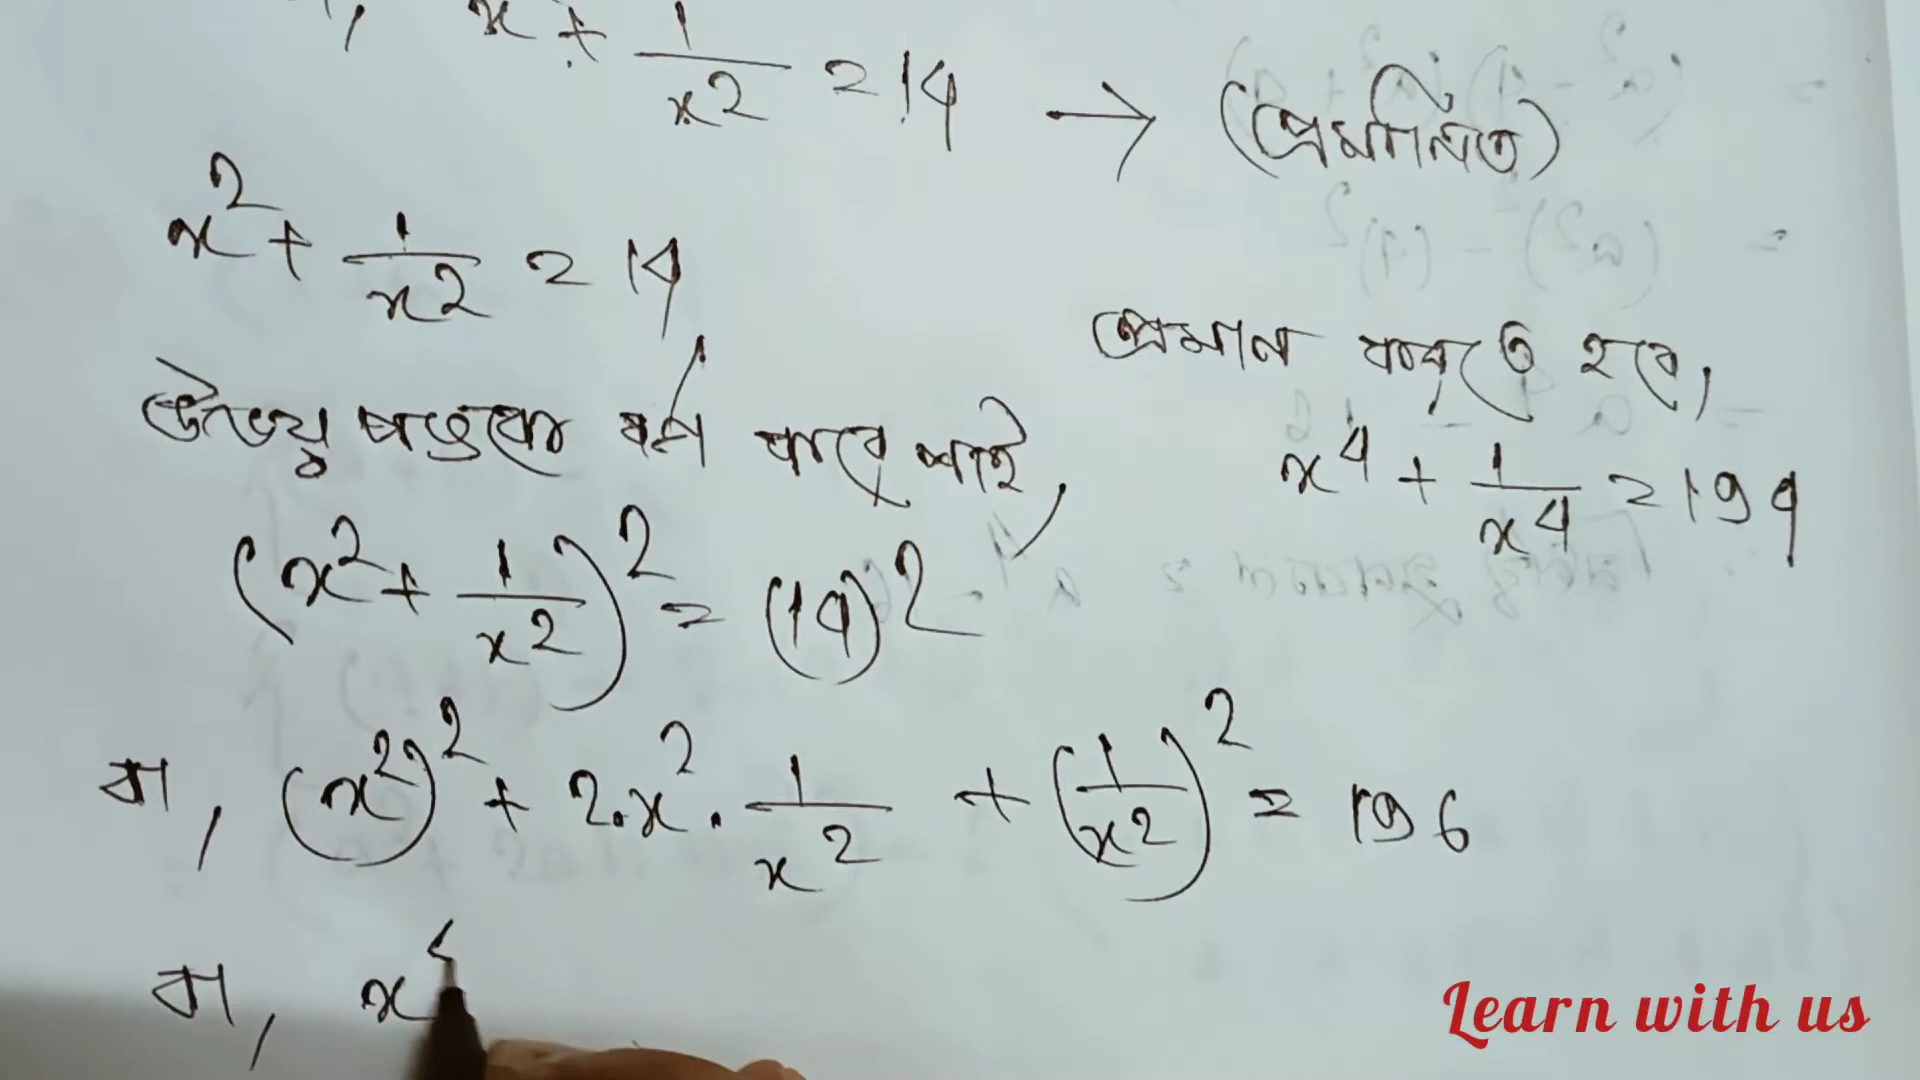 , x + 1/x2 = 14 → (প্রমানিত)
x² + 1/x2 = 14
প্রমান করতে হবে,
x⁴ + 1/x4 = 194
উভয় পক্ষকে বর্গ করে পাই,
(x² + 1/x2)² = (14)²
বা, (x²)² + 2.x². 1/x2 + (1/x2)² = 196
বা, x
Learn with us